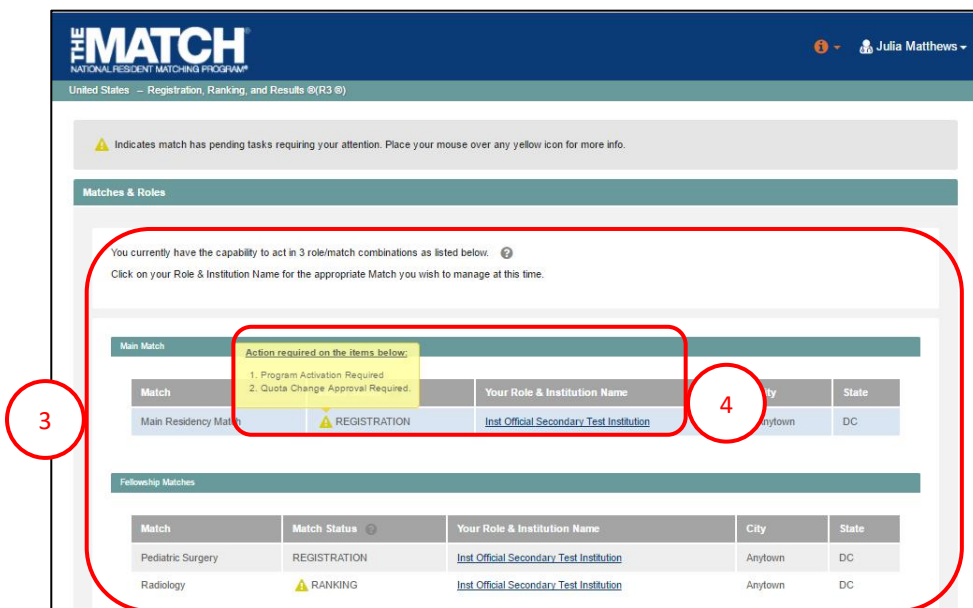 THE MATCH®
NATIONAL RESIDENT MATCHING PROGRAM®
Julia Matthews
United States – Registration, Ranking, and Results ®(R3 ®)
Indicates match has pending tasks requiring your attention. Place your mouse over any yellow icon for more info.
Matches & Roles
You currently have the capability to act in 3 role/match combinations as listed below.
Click on your Role & Institution Name for the appropriate Match you wish to manage at this time.
Main Match
Action required on the items below:
1. Program Activation Required
2. Quota Change Approval Required.
Match Your Role & Institution Name State
3
4
Main Residency Match REGISTRATION Inst Official Secondary Test Institution DC
Fellowship Matches
Match Match Status Your Role & Institution Name City State
Pediatric Surgery REGISTRATION Inst Official Secondary Test Institution Anytown DC
Radiology RANKING Inst Official Secondary Test Institution Anytown DC